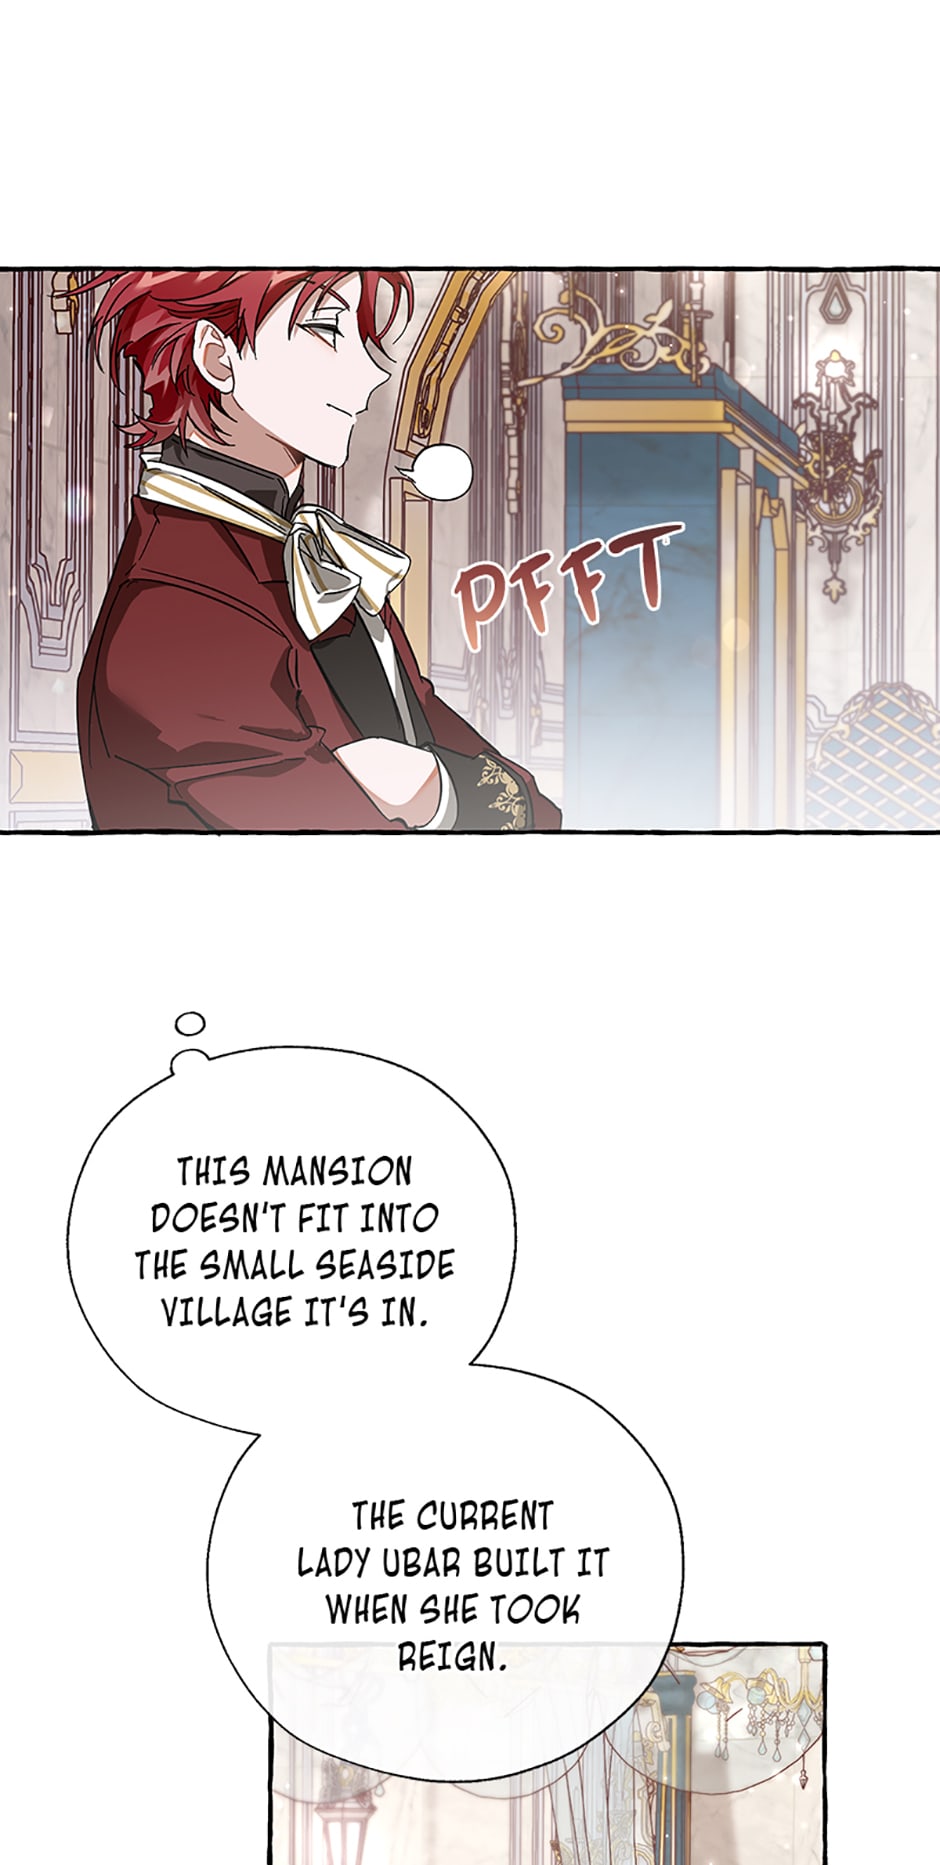 PFFT
THIS MANSION
DOESN'T FIT INTO
THE SMALL SEASIDE
VILLAGE IT'S IN.
THE CURRENT
LADY UBAR BUILT IT
WHEN SHE TOOK
REIGN.